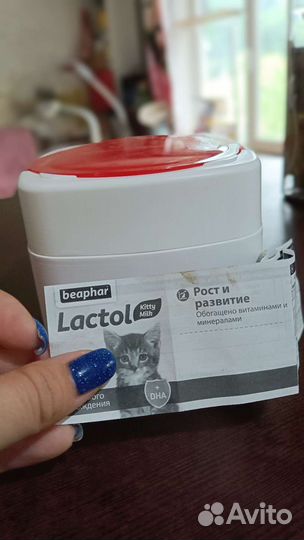 beaphar
Lactol
Kitty
Milk
Рост и
развитие
Обогащено витаминами и
минералами
+
DHA
Avito